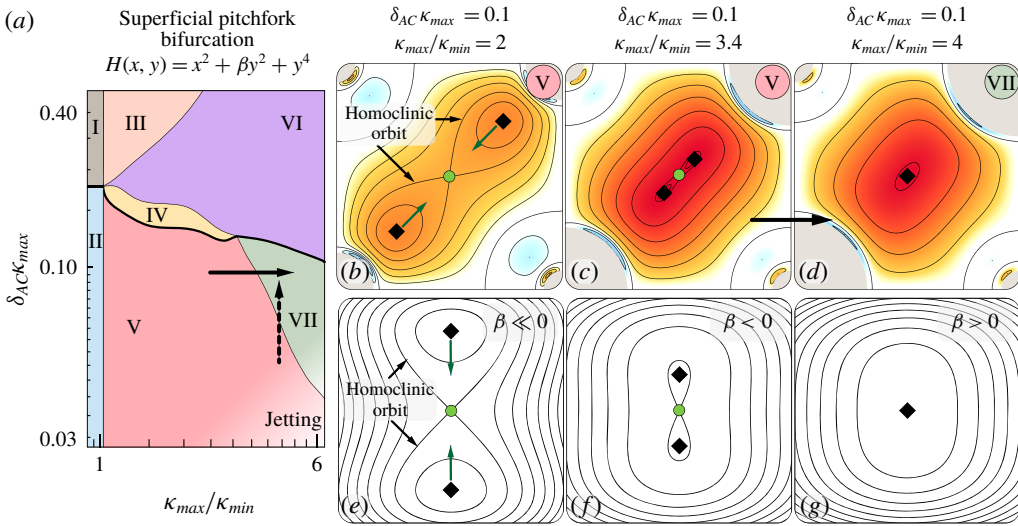 (a)
Superficial pitchfork
bifurcation
H(x, y) = x² + βy² + y⁴
0.40
0.10
0.03
δ_AC κ_max
I
III
VI
IV
II
V
VII
Jetting
1
6
κ_max/κ_min
δ_AC κ_max = 0.1
κ_max/κ_min = 2
V
Homoclinic
orbit
(b)
δ_AC κ_max = 0.1
κ_max/κ_min = 3.4
V
(c)
δ_AC κ_max = 0.1
κ_max/κ_min = 4
VII
(d)
β ≪ 0
Homoclinic
orbit
(e)
β < 0
(f)
β > 0
(g)